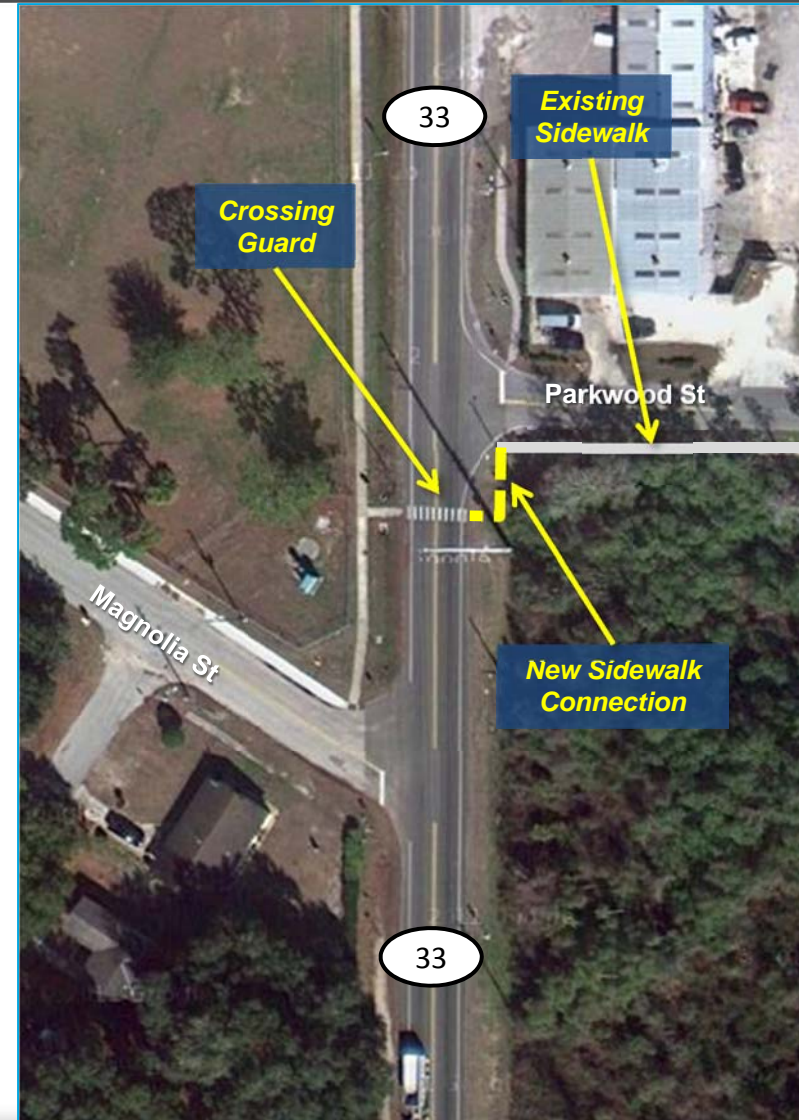 33
Existing
Sidewalk
Crossing
Guard
Parkwood St
Magnolia St
New Sidewalk
Connection
33